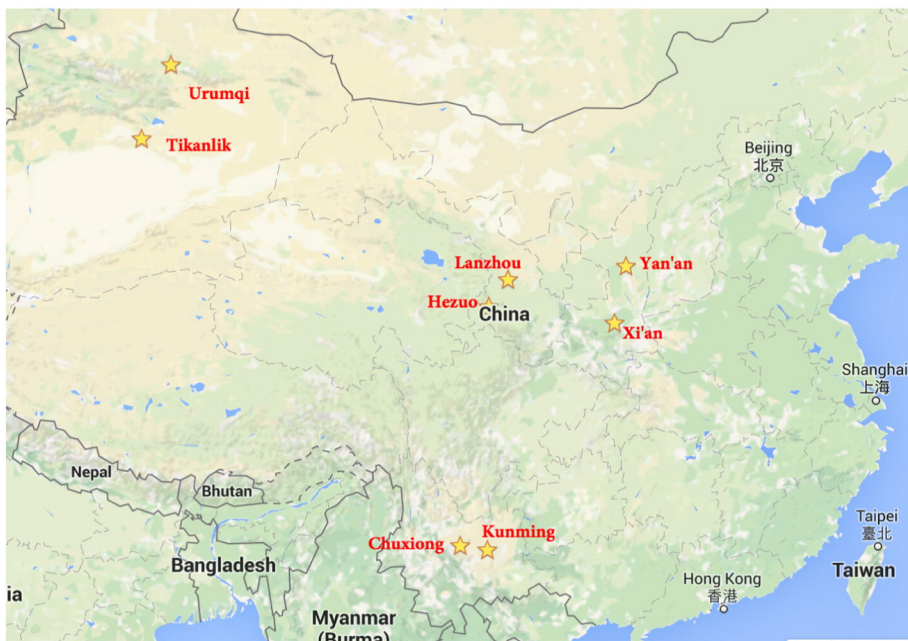 Urumqi
Tikanlik
Beijing
北京
Lanzhou
Yan'an
Hezuo
China
Xi'an
Shanghai
上海
Nepal
Bhutan
Chuxiong
Kunming
Taipei
臺北
Bangladesh
Taiwan
Hong Kong
香港
ia
Myanmar
(Burma)